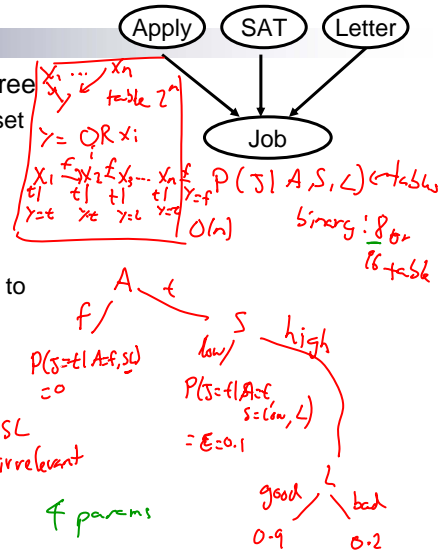 Apply SAT Letter
Job
ree
set
to
X₁ ... Xₙ
Y
table 2ⁿ
Y = OR Xᵢ
i
X₁ f→ X₂ f X₃ ... Xₙ f Y=f
t| t| t| t|
Y=t Y=t Y=t Y=t
O(n)
P(J|A,S,L) ← table
binary : 8 or
16 table
A
f t
S
low high
P(J=t|A=f,SL)
=0
P(J=t|A=t,
S=low, L)
= ε=0.1
SL
irrelevant
L
good bad
0.9 0.2
4 params